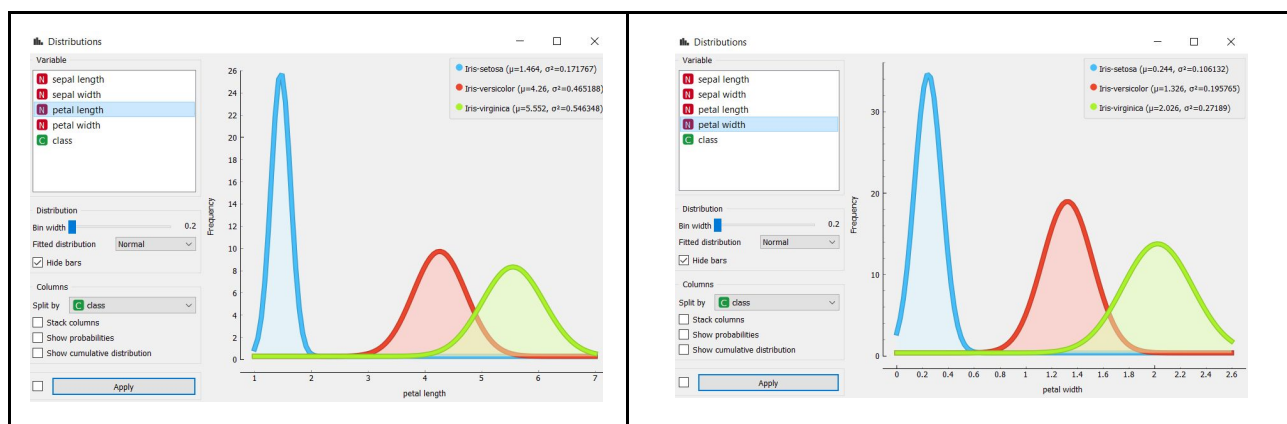 Distributions
Variable
N sepal length
N sepal width
N petal length
N petal width
C class
Distribution
Bin width 0.2
Fitted distribution Normal
Hide bars
Columns
Split by C class
Stack columns
Show probabilities
Show cumulative distribution
Apply
Iris-setosa (μ=1.464, σ²=0.171767)
Iris-versicolor (μ=4.26, σ²=0.465188)
Iris-virginica (μ=5.552, σ²=0.546348)
Frequency
26
24
22
20
18
16
14
12
10
8
6
4
2
0
1 2 3 4 5 6 7
petal length
Distributions
Variable
N sepal length
N sepal width
N petal length
N petal width
C class
Distribution
Bin width 0.2
Fitted distribution Normal
Hide bars
Columns
Split by C class
Stack columns
Show probabilities
Show cumulative distribution
Apply
Iris-setosa (μ=0.244, σ²=0.106132)
Iris-versicolor (μ=1.326, σ²=0.195765)
Iris-virginica (μ=2.026, σ²=0.27189)
Frequency
30
20
10
0
0 0.2 0.4 0.6 0.8 1 1.2 1.4 1.6 1.8 2 2.2 2.4 2.6
petal width